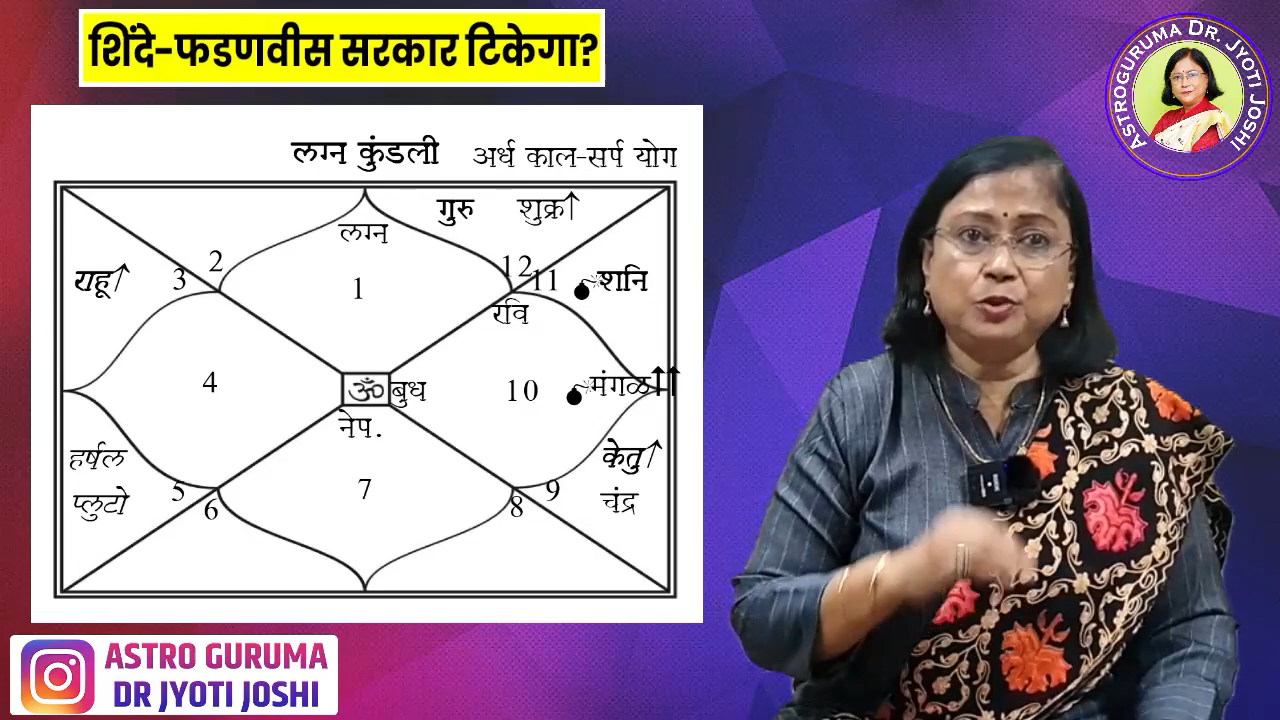 शिंदे-फडणवीस सरकार टिकेगा?
ASTROGURUMA DR. JYOTI JOSHI
लग्न कुंडली अर्ध काल-सर्प योग
गुरु शुक्र↑
लग्न
राहू↑ 3 2 1 12 11 शनि
रवि
4 ॐ बुध 10 मंगळ↑↑
नेप.
हर्षल केतु↑
प्लुटो 5 6 7 8 9 चंद्र
ASTRO GURUMA
DR JYOTI JOSHI